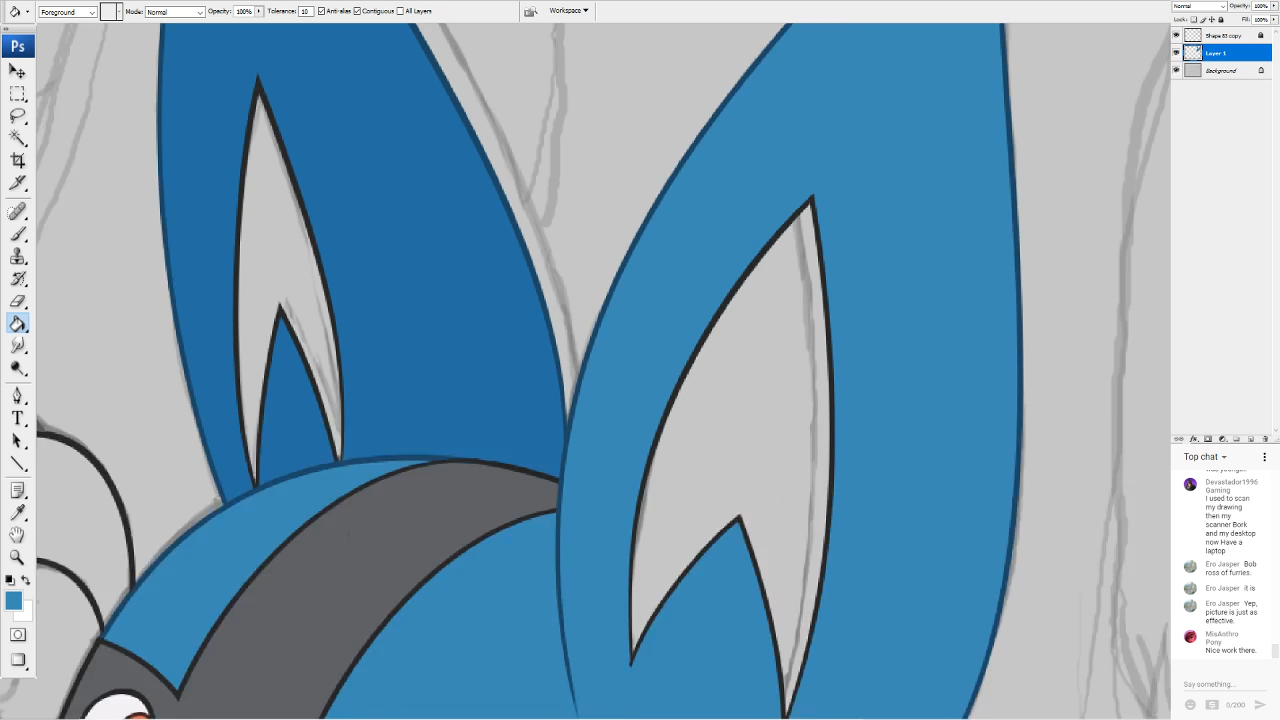 Foreground Mode: Normal Opacity: 100% Tolerance: 10 Anti-alias Contiguous All Layers Workspace
Ps
T
Normal Opacity: 100%
Lock: Fill: 100%
Shape 83 copy
Layer 1
Background
fx
Top chat
Devastador1996
Gaming
I used to scan
my drawing
then my
scanner Bork
and my desktop
now Have a
laptop
Ero Jasper Bob
ross of furries.
Ero Jasper it is
Ero Jasper Yep,
picture is just as
effective.
MisAnthro
Pony
Nice work there.
Say something...
0/200